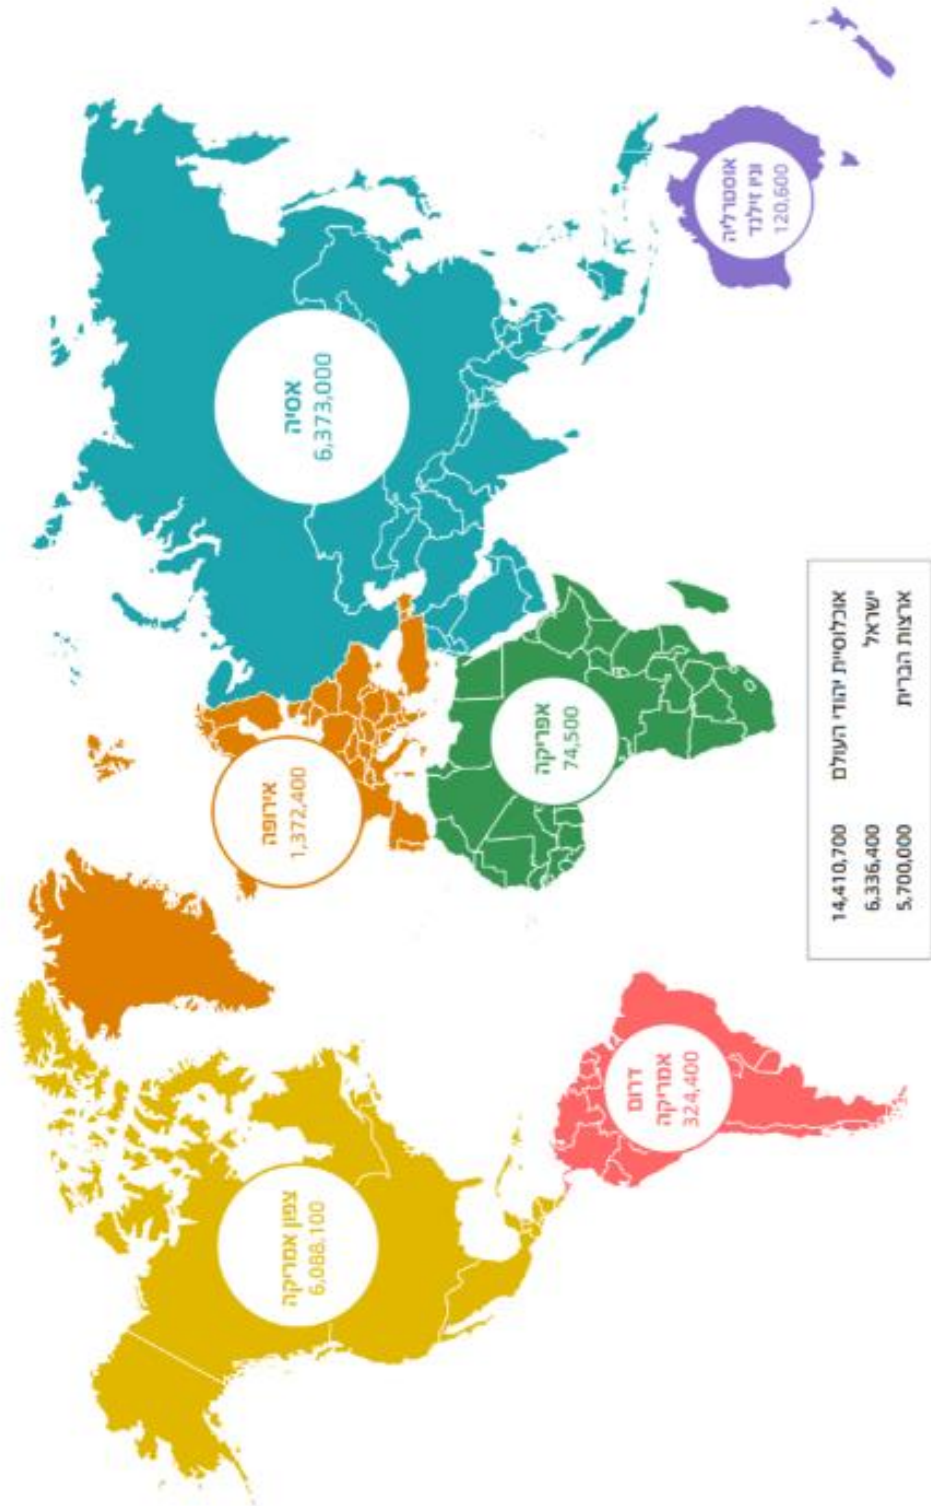 צפון אמריקה
6,088,100
אירופה
1,372,400
אסיה
6,373,000
דרום
אמריקה
324,400
אפריקה
74,500
אוסטרליה
וניו זילנד
120,600
14,410,700 אוכלוסיית יהודי העולם
6,336,400 ישראל
5,700,000 ארצות הברית